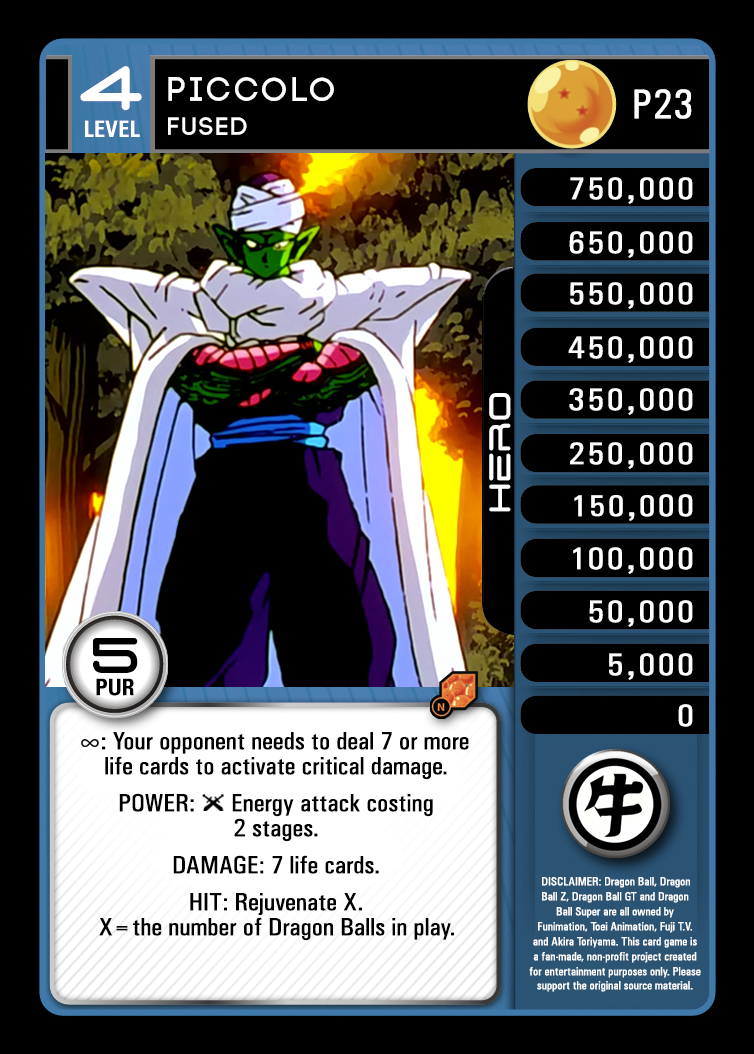 4
LEVEL
PICCOLO
FUSED
P23
750,000
650,000
550,000
450,000
350,000
250,000
150,000
100,000
50,000
5,000
0
HERO
5
PUR
N
∞: Your opponent needs to deal 7 or more
life cards to activate critical damage.
POWER: Energy attack costing
2 stages.
DAMAGE: 7 life cards.
HIT: Rejuvenate X.
X = the number of Dragon Balls in play.
牛
DISCLAIMER: Dragon Ball, Dragon
Ball Z, Dragon Ball GT and Dragon
Ball Super are all owned by
Funimation, Toei Animation, Fuji T.V.
and Akira Toriyama. This card game is
a fan-made, non-profit project created
for entertainment purposes only. Please
support the original source material.